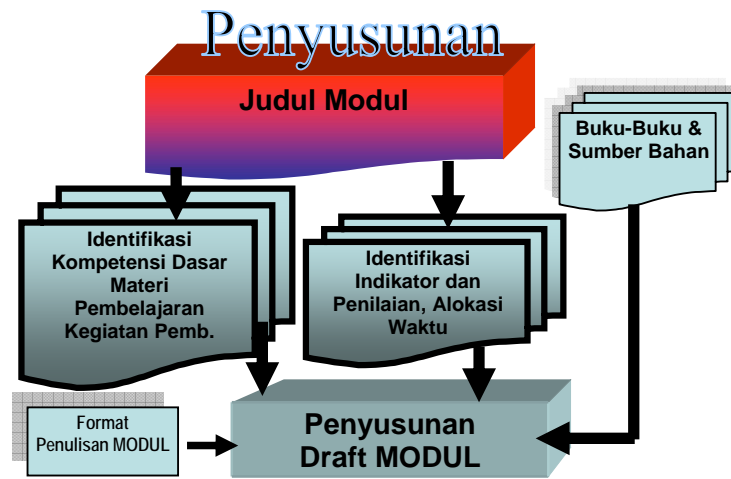 Penyusunan
Judul Modul
Buku-Buku &
Sumber Bahan
Identifikasi
Kompetensi Dasar
Materi
Pembelajaran
Kegiatan Pemb.
Identifikasi
Indikator dan
Penilaian, Alokasi
Waktu
Format
Penulisan MODUL
Penyusunan
Draft MODUL